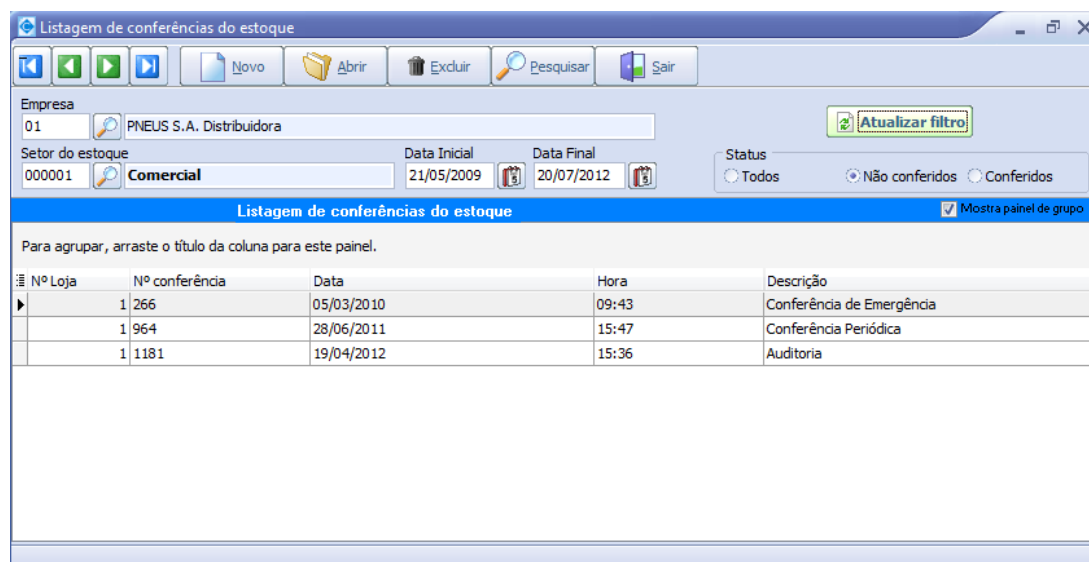 Listagem de conferências do estoque
Novo Abrir Excluir Pesquisar Sair
Empresa
01 PNEUS S.A. Distribuidora Atualizar filtro
Setor do estoque Data Inicial Data Final Status
000001 Comercial 21/05/2009 5 20/07/2012 5 Todos Não conferidos Conferidos
Listagem de conferências do estoque Mostra painel de grupo
Para agrupar, arraste o título da coluna para este painel.
Nº Loja Nº conferência Data Hora Descrição
1 266 05/03/2010 09:43 Conferência de Emergência
1 964 28/06/2011 15:47 Conferência Periódica
1 1181 19/04/2012 15:36 Auditoria